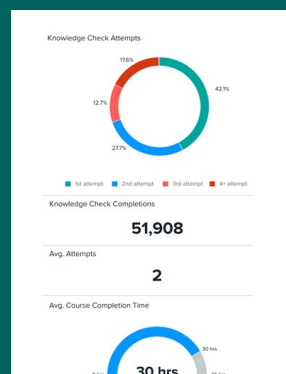 Knowledge Check Attempts
17.6%
42.1%
12.7%
27.7%
1st attempt 2nd attempt 3rd attempt 4+ attempt
Knowledge Check Completions
51,908
Avg. Attempts
2
Avg. Course Completion Time
30 hrs
30 hrs